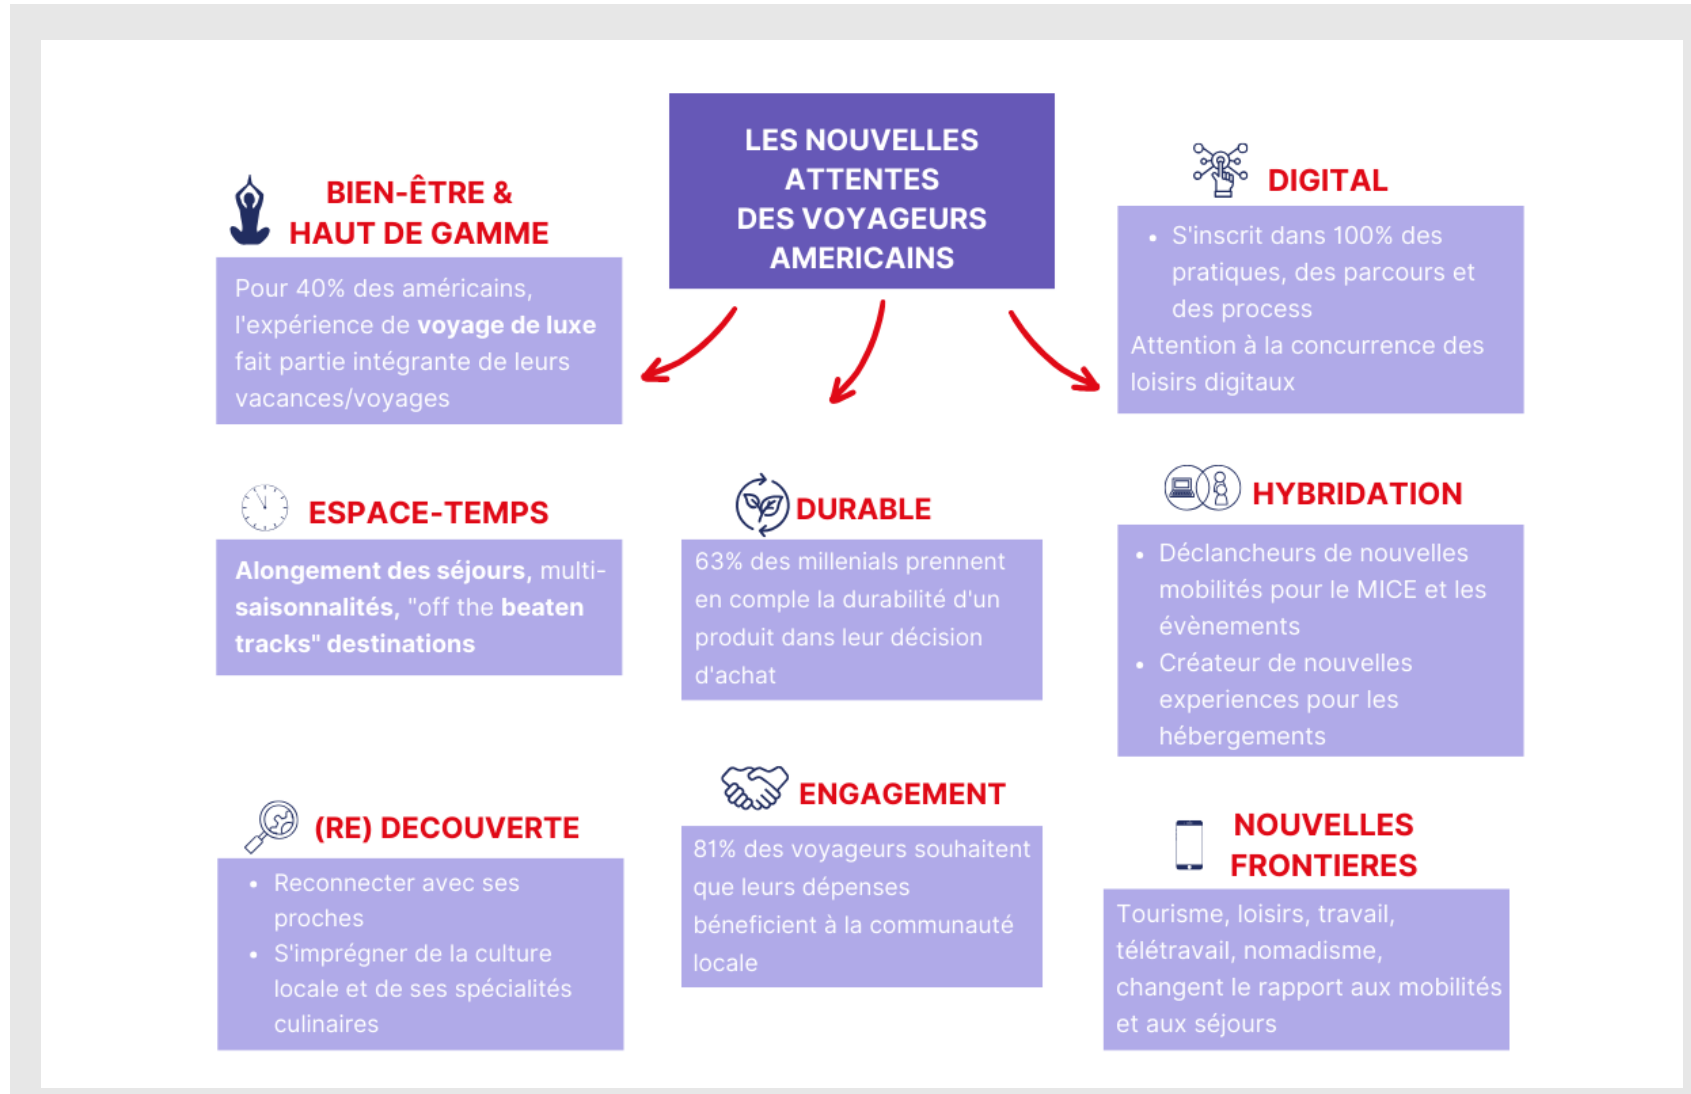 LES NOUVELLES
ATTENTES
DES VOYAGEURS
AMERICAINS
BIEN-ÊTRE &
HAUT DE GAMME
Pour 40% des américains,
l'expérience de voyage de luxe
fait partie intégrante de leurs
vacances/voyages
ESPACE-TEMPS
Alongement des séjours, multi-
saisonnalités, "off the beaten
tracks" destinations
(RE) DECOUVERTE
• Reconnecter avec ses
proches
• S'imprégner de la culture
locale et de ses spécialités
culinaires
DURABLE
63% des millenials prennent
en comple la durabilité d'un
produit dans leur décision
d'achat
ENGAGEMENT
81% des voyageurs souhaitent
que leurs dépenses
béneficient à la communauté
locale
DIGITAL
• S'inscrit dans 100% des
pratiques, des parcours et
des process
Attention à la concurrence des
loisirs digitaux
HYBRIDATION
• Déclancheurs de nouvelles
mobilités pour le MICE et les
évènements
• Créateur de nouvelles
experiences pour les
hébergements
NOUVELLES
FRONTIERES
Tourisme, loisirs, travail,
télétravail, nomadisme,
changent le rapport aux mobilités
et aux séjours